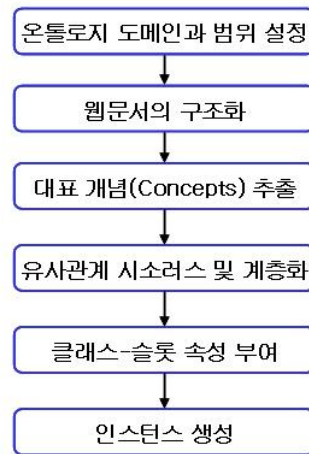 온톨로지 도메인과 범위 설정
웹문서의 구조화
대표 개념(Concepts) 추출
유사관계 시소러스 및 계층화
클래스-슬롯 속성 부여
인스턴스 생성